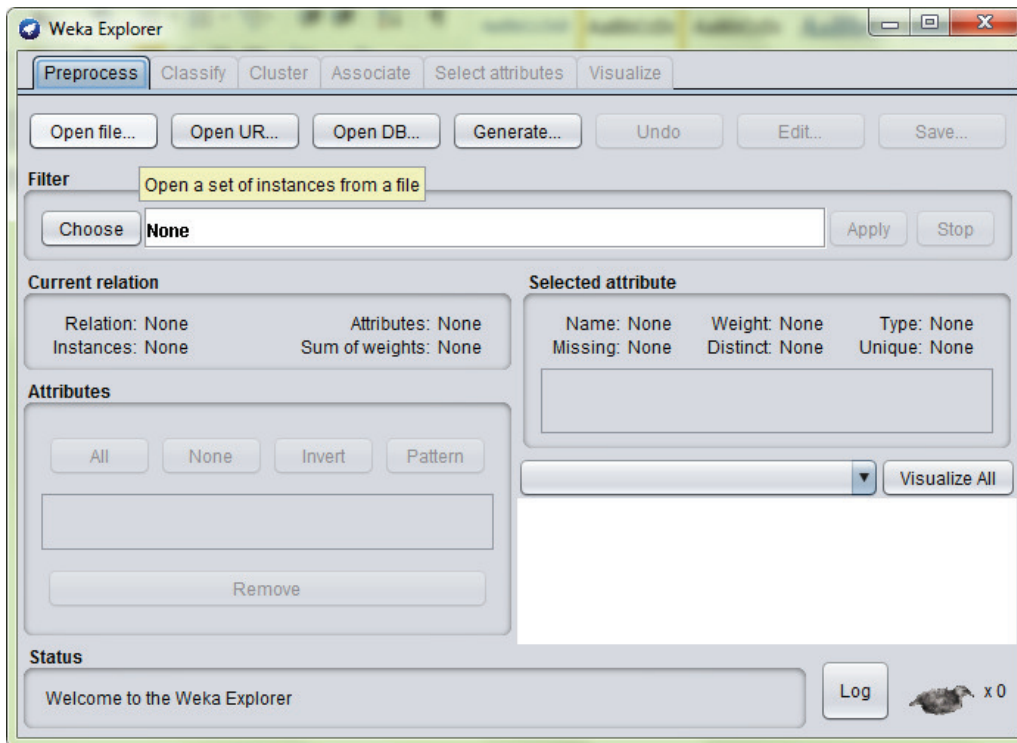 Weka Explorer
Preprocess Classify Cluster Associate Select attributes Visualize
Open file... Open UR... Open DB... Generate... Undo Edit... Save...
Filter
Open a set of instances from a file
Choose None Apply Stop
Current relation
Relation: None Attributes: None
Instances: None Sum of weights: None
Selected attribute
Name: None Weight: None Type: None
Missing: None Distinct: None Unique: None
Attributes
All None Invert Pattern
Remove
Visualize All
Status
Welcome to the Weka Explorer
Log x 0